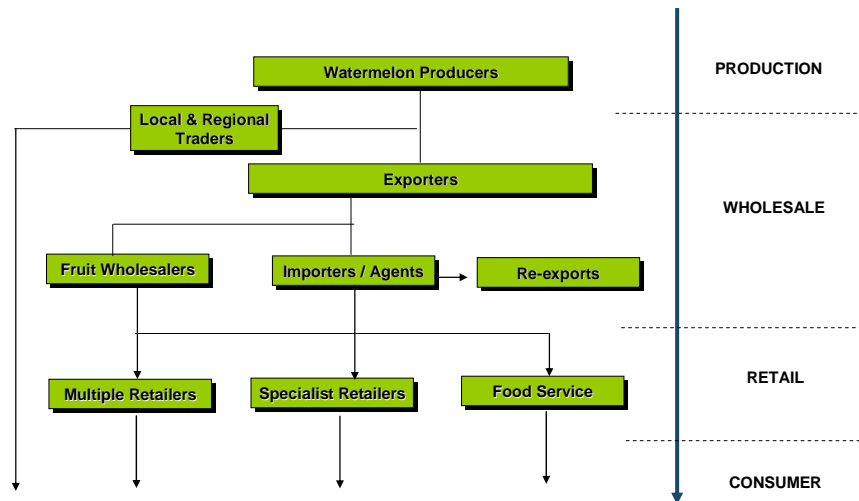 Watermelon Producers
PRODUCTION
Local & Regional
Traders
Exporters
WHOLESALE
Fruit Wholesalers
Importers / Agents
Re-exports
RETAIL
Multiple Retailers
Specialist Retailers
Food Service
CONSUMER